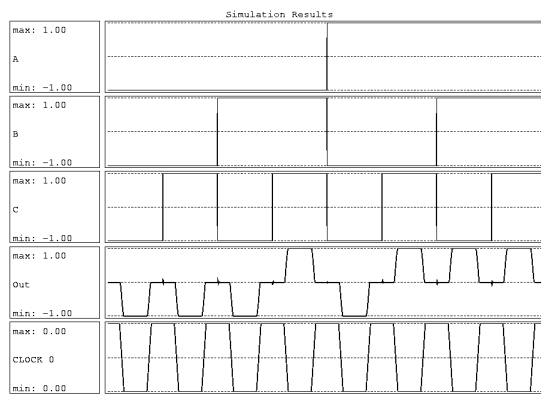 Simulation Results
max: 1.00
A
min: -1.00
max: 1.00
B
min: -1.00
max: 1.00
C
min: -1.00
max: 1.00
Out
min: -1.00
max: 0.00
CLOCK 0
min: 0.00